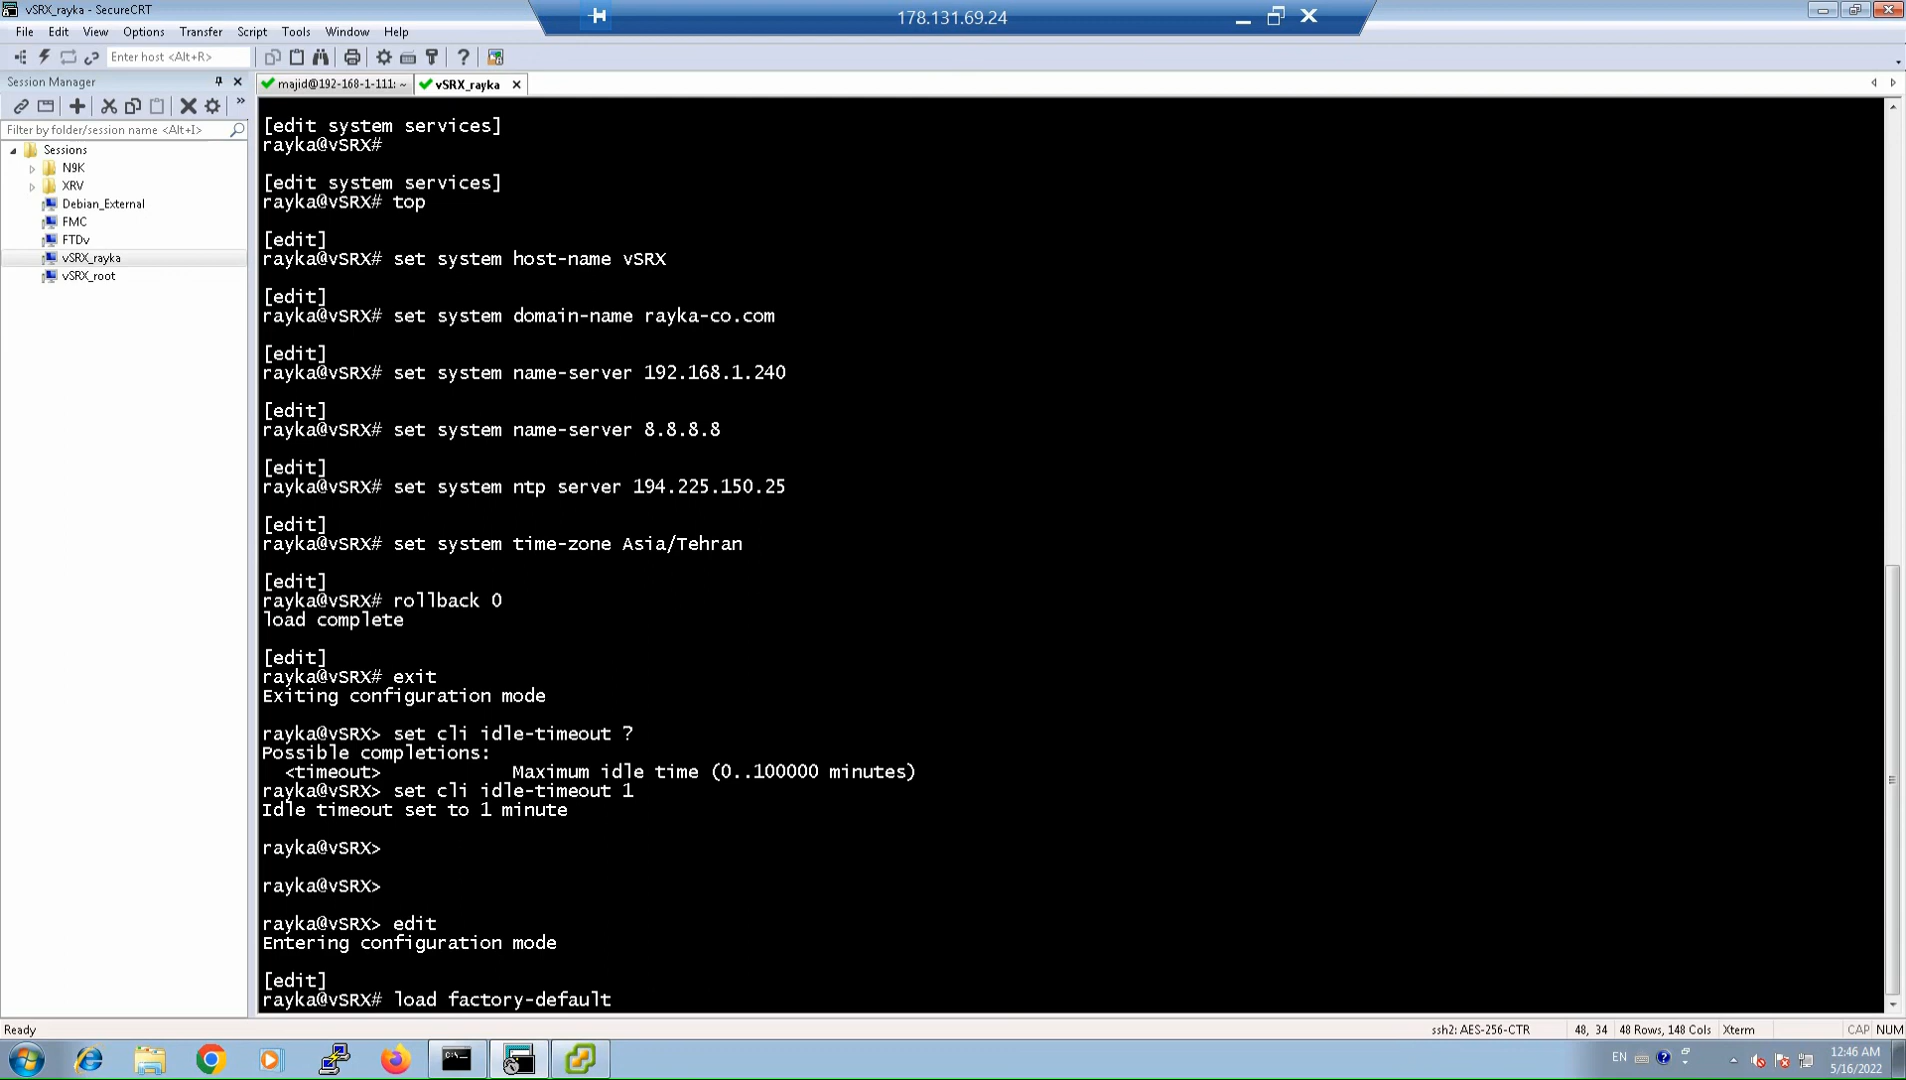 vSRX_rayka - SecureCRT
178.131.69.24
File Edit View Options Transfer Script Tools Window Help
Enter host <Alt+R>
Session Manager
majid@192-168-1-111: ~
vSRX_rayka
Filter by folder/session name <Alt+I>
Sessions
N9K
XRV
Debian_External
FMC
FTDv
vSRX_rayka
vSRX_root
[edit system services]
rayka@vSRX#
[edit system services]
rayka@vSRX# top
[edit]
rayka@vSRX# set system host-name vSRX
[edit]
rayka@vSRX# set system domain-name rayka-co.com
[edit]
rayka@vSRX# set system name-server 192.168.1.240
[edit]
rayka@vSRX# set system name-server 8.8.8.8
[edit]
rayka@vSRX# set system ntp server 194.225.150.25
[edit]
rayka@vSRX# set system time-zone Asia/Tehran
[edit]
rayka@vSRX# rollback 0
load complete
[edit]
rayka@vSRX# exit
Exiting configuration mode
rayka@vSRX> set cli idle-timeout ?
Possible completions:
<timeout> Maximum idle time (0..100000 minutes)
rayka@vSRX> set cli idle-timeout 1
Idle timeout set to 1 minute
rayka@vSRX>
rayka@vSRX>
rayka@vSRX> edit
Entering configuration mode
[edit]
rayka@vSRX# load factory-default
Ready
ssh2: AES-256-CTR 48, 34 48 Rows, 148 Cols Xterm CAP NUM
EN
12:46 AM
5/16/2022